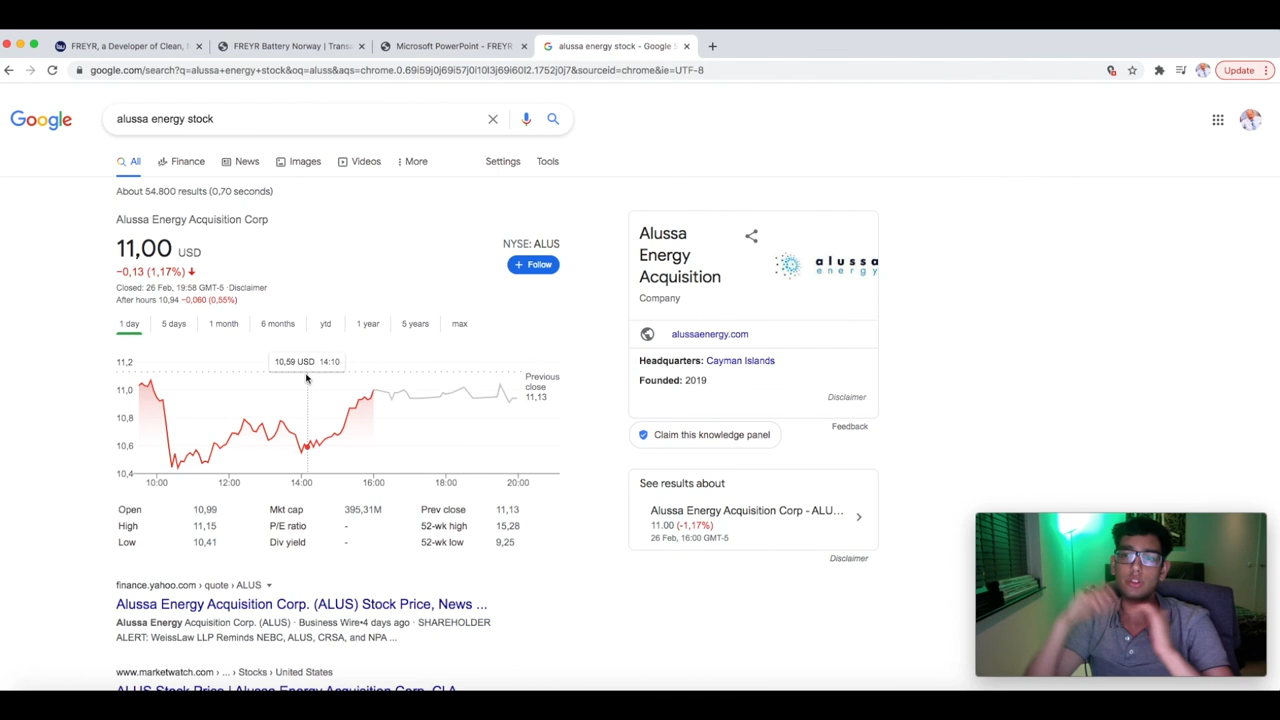 FREYR, a Developer of Clean,
FREYR Battery Norway | Trans
Microsoft PowerPoint - FREYR
alussa energy stock - Google S
google.com/search?q=alussa+energy+stock&oq=aluss&aqs=chrome.0.69i59j0j69i57j0i10l3j69i60l2.1752j0j7&sourceid=chrome&ie=UTF-8
Update
Google
alussa energy stock
All
Finance
News
Images
Videos
More
Settings
Tools
About 54.800 results (0,70 seconds)
Alussa Energy Acquisition Corp
11,00 USD
NYSE: ALUS
−0,13 (1,17%)
+ Follow
Closed: 26 Feb, 19:58 GMT-5 · Disclaimer
After hours 10,94 −0,060 (0,55%)
1 day
5 days
1 month
6 months
ytd
1 year
5 years
max
10,59 USD 14:10
11,2
11,0
10,8
10,6
10,4
Previous
close
11,13
10:00
12:00
14:00
16:00
18:00
20:00
Open 10,99 Mkt cap 395,31M Prev close 11,13
High 11,15 P/E ratio - 52-wk high 15,28
Low 10,41 Div yield - 52-wk low 9,25
finance.yahoo.com › quote › ALUS
Alussa Energy Acquisition Corp. (ALUS) Stock Price, News ...
Alussa Energy Acquisition Corp. (ALUS) · Business Wire•4 days ago · SHAREHOLDER
ALERT: WeissLaw LLP Reminds NEBC, ALUS, CRSA, and NPA ...
www.marketwatch.com › ... › Stocks › United States
ALUS Stock Price | Alussa Energy Acquisition Corp. CLA
Alussa
Energy
Acquisition
Company
alussa
energy
alussaenergy.com
Headquarters: Cayman Islands
Founded: 2019
Disclaimer
Feedback
Claim this knowledge panel
See results about
Alussa Energy Acquisition Corp - ALU...
11.00 (-1,17%)
26 Feb, 16:00 GMT-5
Disclaimer